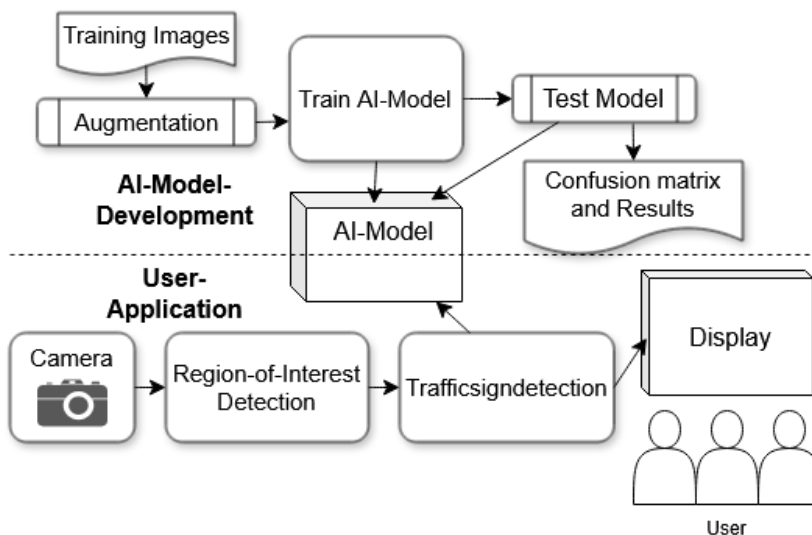 Training Images
Augmentation
Train AI-Model
Test Model
Confusion matrix
and Results
AI-Model-
Development
AI-Model
User-
Application
Camera
Region-of-Interest
Detection
Trafficsigndetection
Display
User